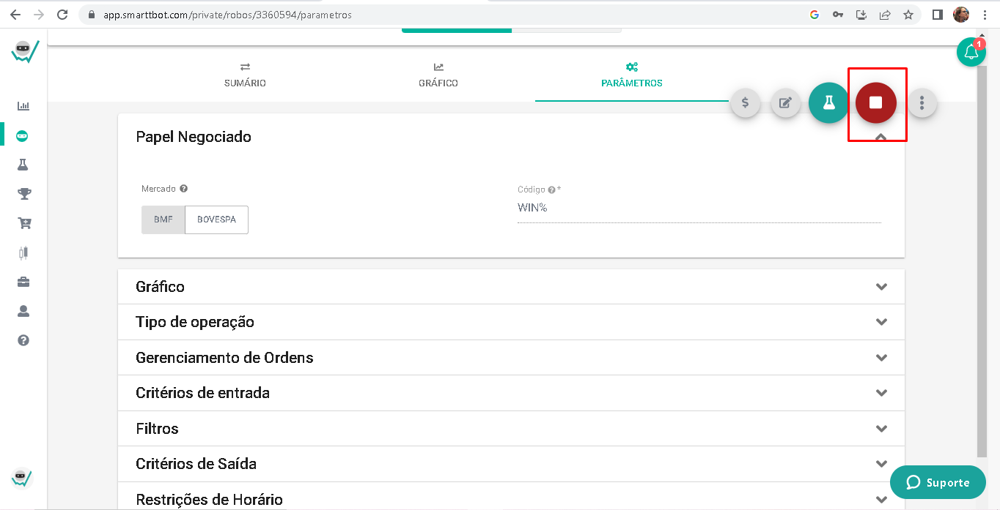 app.smarttbot.com/private/robos/3360594/parametros
1
SUMÁRIO
GRÁFICO
PARÂMETROS
$
Papel Negociado
Mercado ?
Código ? *
BMF
BOVESPA
WIN%
Gráfico
Tipo de operação
Gerenciamento de Ordens
Critérios de entrada
Filtros
Critérios de Saída
Restrições de Horário
Suporte